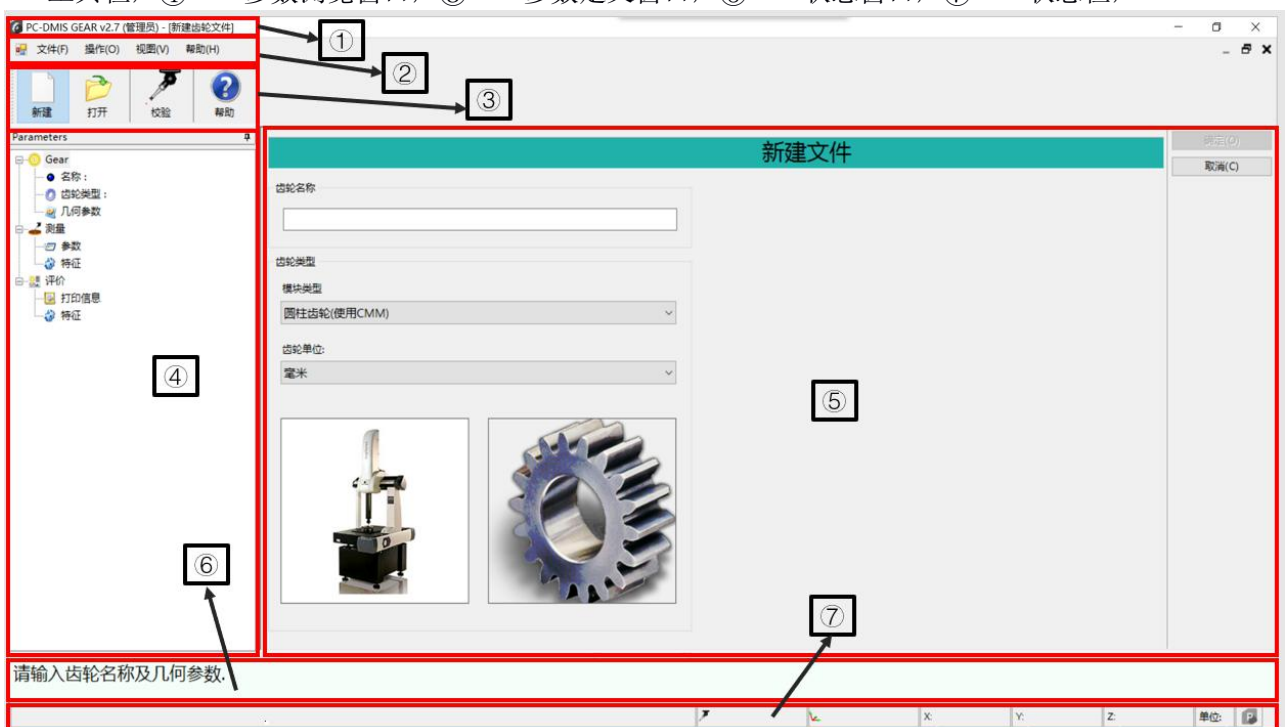 PC-DMIS GEAR v2.7 (管理员) - [新建齿轮文件]
①
文件(F) 操作(O) 视图(V) 帮助(H)
②
新建 打开 校验 帮助
③
Parameters
Gear
名称：
齿轮类型：
几何参数
测量
参数
特征
评价
打印信息
特征
④
新建文件
确定(O)
取消(C)
齿轮名称
齿轮类型
模块类型
圆柱齿轮(使用CMM)
齿轮单位:
毫米
⑤
⑥
⑦
请输入齿轮名称及几何参数.
X: Y: Z: 单位: